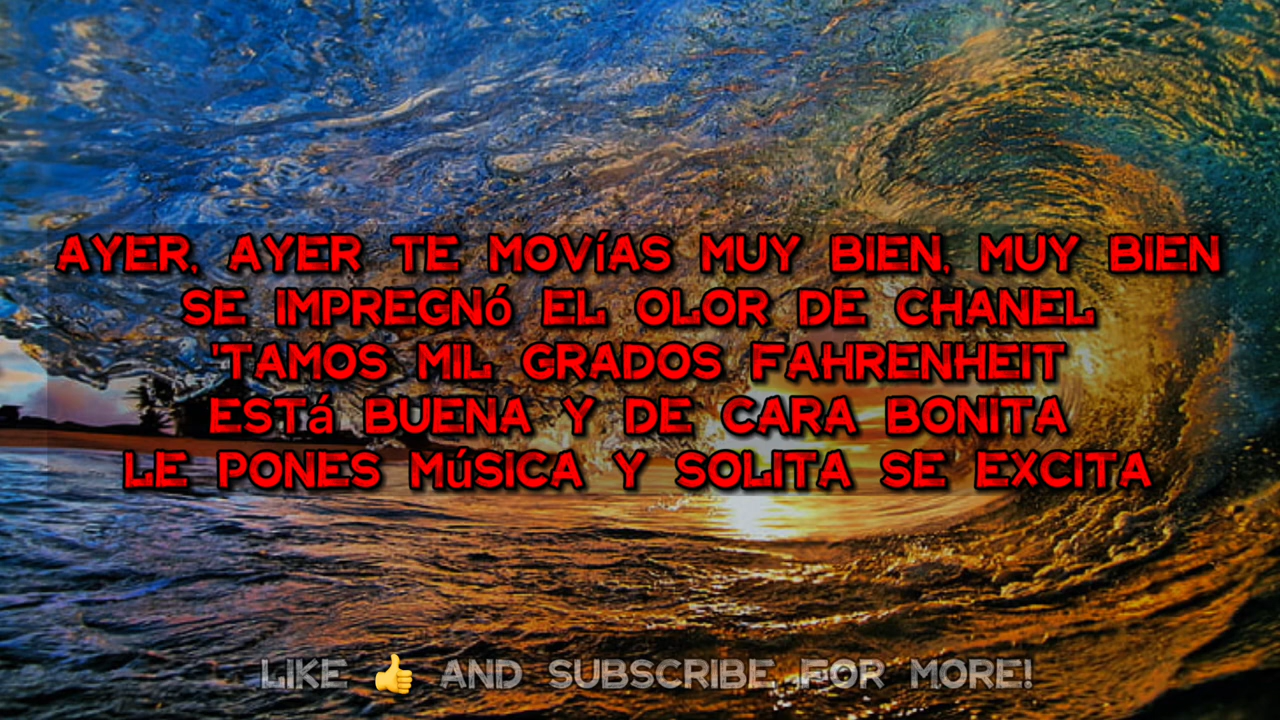 AYER, AYER TE MOVÍAS MUY BIEN, MUY BIEN
SE IMPREGNó EL OLOR DE CHANEL
'TAMOS MIL GRADOS FAHRENHEIT
ESTá BUENA Y DE CARA BONITA
LE PONES MúSICA Y SOLITA SE EXCITA
LIKE 👍 AND SUBSCRIBE FOR MORE!